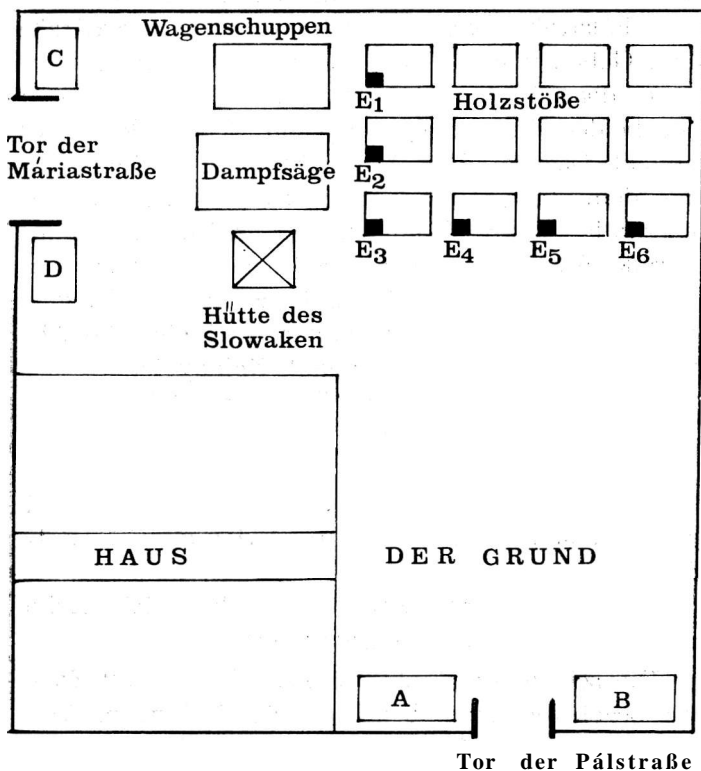 Wagenschuppen
C
E1
Holzstöße
Tor der
Máriastraße
Dampfsäge
E2
E3 E4 E5 E6
D
Hütte des
Slowaken
HAUS
DER GRUND
A
B
Tor der Pálstraße